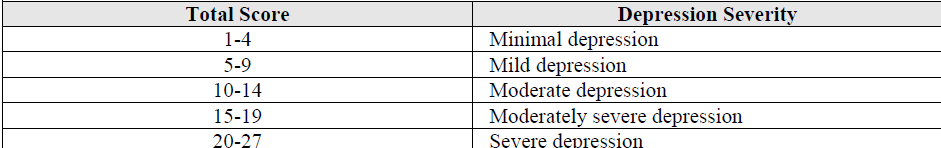 Total Score Depression Severity
1-4 Minimal depression
5-9 Mild depression
10-14 Moderate depression
15-19 Moderately severe depression
20-27 Severe depression